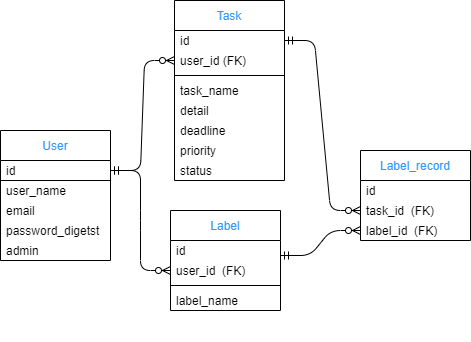 Task
id
user_id (FK)
task_name
detail
deadline
priority
status
User
id
user_name
email
password_digetst
admin
Label
id
user_id (FK)
label_name
Label_record
id
task_id (FK)
label_id (FK)